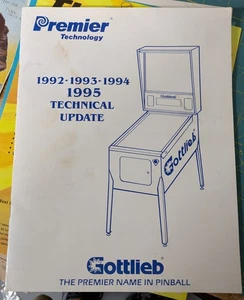 Premier
Technology
1992-1993-1994
1995
TECHNICAL
UPDATE
Gottlieb
Gottlieb
THE PREMIER NAME IN PINBALL